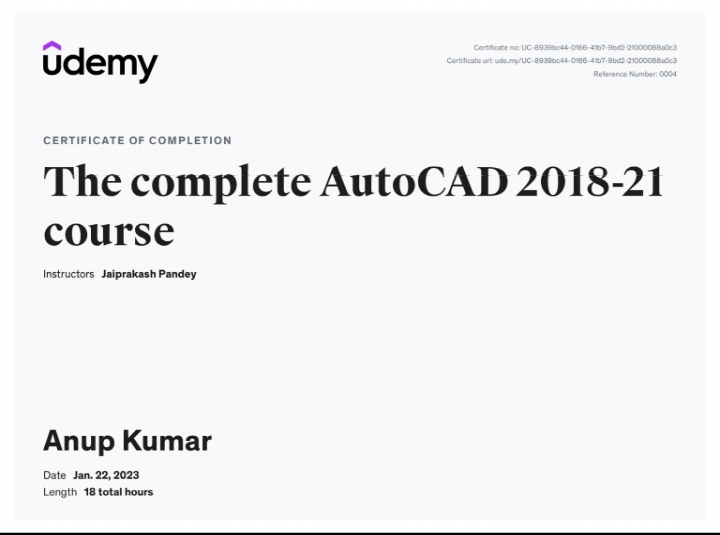 udemy
Certificate no: UC-8939bc44-0166-41b7-9bd2-21000088a0c3
Certificate url: ude.my/UC-8939bc44-0166-41b7-9bd2-21000088a0c3
Reference Number: 0004
CERTIFICATE OF COMPLETION
The complete AutoCAD 2018-21
course
Instructors Jaiprakash Pandey
Anup Kumar
Date Jan. 22, 2023
Length 18 total hours